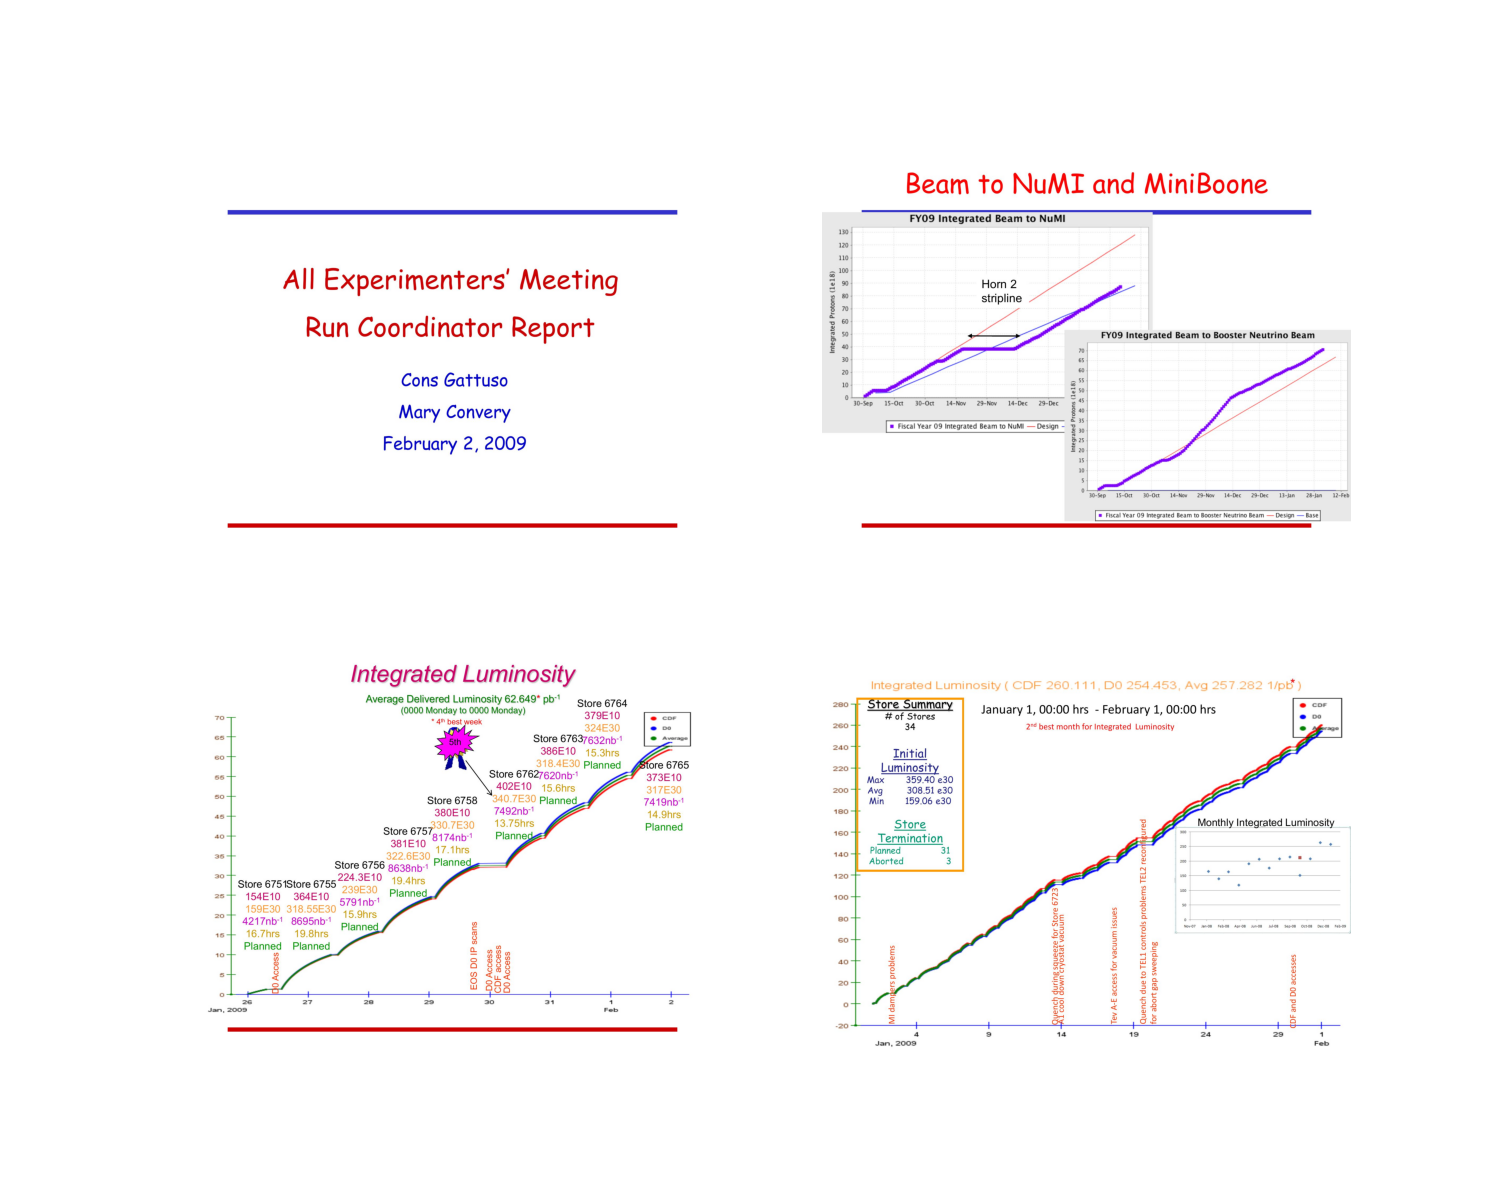 All Experimenters’ Meeting
Run Coordinator Report
Cons Gattuso
Mary Convery
February 2, 2009
Beam to NuMI and MiniBoone
FY09 Integrated Beam to NuMI
Integrated Protons (1e18)
130
120
110
100
90
80
70
60
50
40
30
20
10
0
Horn 2
stripline
30-Sep 15-Oct 30-Oct 14-Nov 29-Nov 14-Dec 29-Dec
Fiscal Year 09 Integrated Beam to NuMI — Design
FY09 Integrated Beam to Booster Neutrino Beam
Integrated Protons (1e18)
70
65
60
55
50
45
40
35
30
25
20
15
10
5
0
30-Sep 15-Oct 30-Oct 14-Nov 29-Nov 14-Dec 29-Dec 13-Jan 28-Jan 12-Feb
Fiscal Year 09 Integrated Beam to Booster Neutrino Beam — Design — Base
Integrated Luminosity
Average Delivered Luminosity 62.649* pb-1
(0000 Monday to 0000 Monday)
* 4th best week
5th
CDF
D0
Average
70
65
60
55
50
45
40
35
30
25
20
15
10
5
0
Store 6751
154E10
159E30
4217nb-1
16.7hrs
Planned
Store 6755
364E10
318.55E30
8695nb-1
19.8hrs
Planned
Store 6756
224.3E10
239E30
5791nb-1
15.9hrs
Planned
Store 6757
381E10
322.6E30
8638nb-1
19.4hrs
Planned
Store 6758
380E10
330.7E30
8174nb-1
17.1hrs
Planned
Store 6762
402E10
340.7E30
7492nb-1
13.75hrs
Planned
Store 6763
386E10
318.4E30
7620nb-1
15.6hrs
Planned
Store 6764
379E10
324E30
7632nb-1
15.3hrs
Planned
Store 6765
373E10
317E30
7419nb-1
14.9hrs
Planned
D0 Access
EOS D0 IP scans
D0 Access
CDF access
D0 Access
26 27 28 29 30 31 1 2
Jan, 2009 Feb
Integrated Luminosity ( CDF 260.111, D0 254.453, Avg 257.282 1/pb* )
January 1, 00:00 hrs - February 1, 00:00 hrs
2nd best month for Integrated Luminosity
CDF
D0
Average
Store Summary
# of Stores
34
Initial
Luminosity
Max 359.40 e30
Avg 308.51 e30
Min 159.06 e30
Store
Termination
Planned 31
Aborted 3
280
260
240
220
200
180
160
140
120
100
80
60
40
20
0
-20
MI dampers problems
Quench during squeeze for Store 6723
A1 cool down cryostat vacuum
Tev A-E access for vacuum issues
Quench due to TEL1 controls problems TEL2 reconfigured
for abort gap sweeping
CDF and D0 accesses
Monthly Integrated Luminosity
300
250
200
150
100
50
0
4 9 14 19 24 29 1
Jan, 2009 Feb